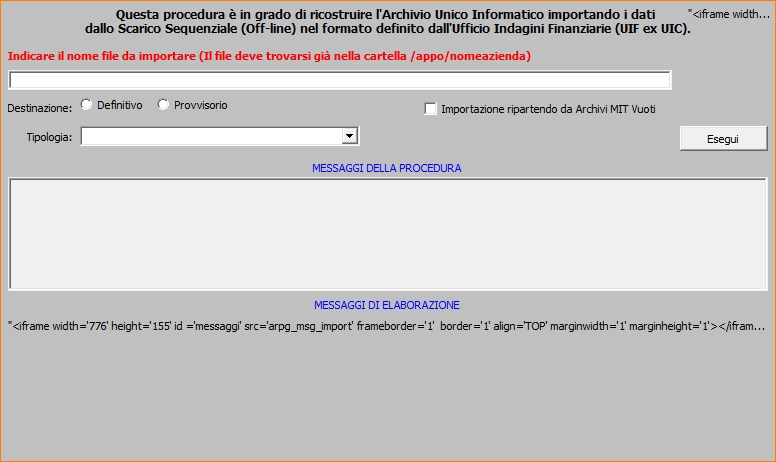 Questa procedura è in grado di ricostruire l'Archivio Unico Informatico importando i dati
"<iframe width...
dallo Scarico Sequenziale (Off-line) nel formato definito dall'Ufficio Indagini Finanziarie (UIF ex UIC).
Indicare il nome file da importare (Il file deve trovarsi già nella cartella /appo/nomeazienda)
Destinazione: Definitivo Provvisorio Importazione ripartendo da Archivi MIT Vuoti
Tipologia: Esegui
MESSAGGI DELLA PROCEDURA
MESSAGGI DI ELABORAZIONE
"<iframe width='776' height='155' id ='messaggi' src='arpg_msg_import' frameborder='1' border='1' align='TOP' marginwidth='1' marginheight='1'></ifram...